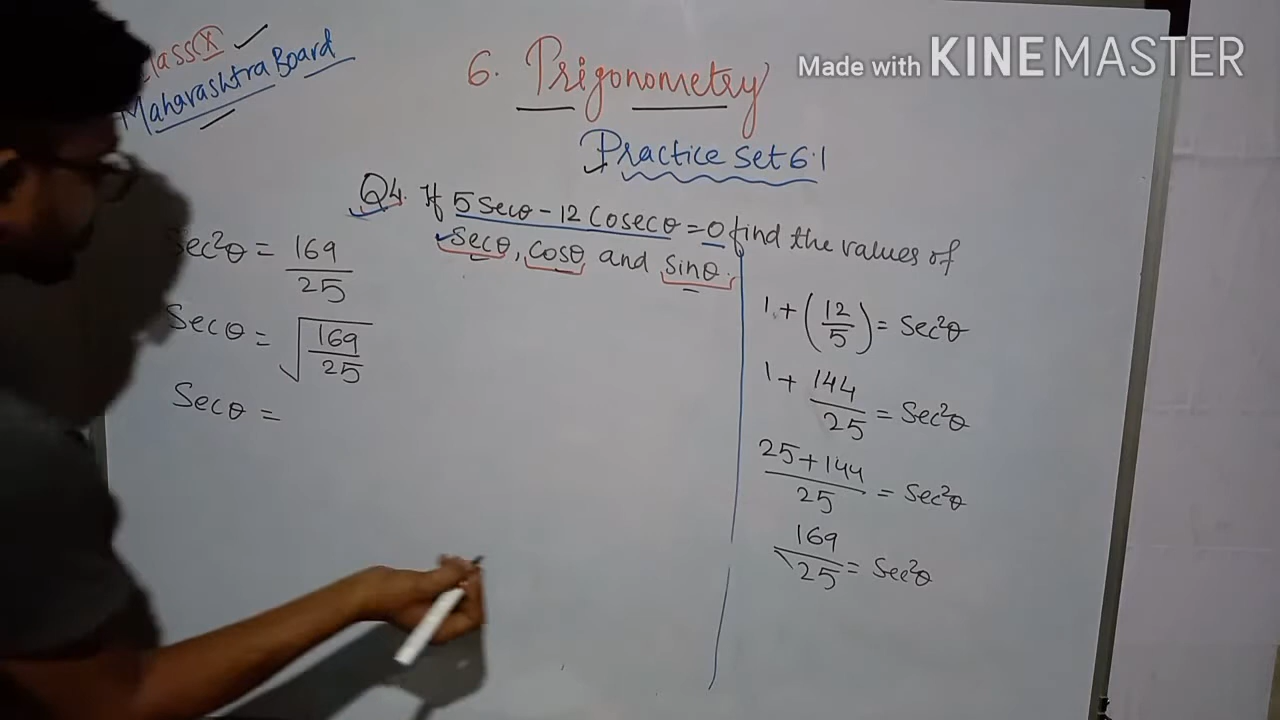 Class X
Maharashtra Board
Made with KINEMASTER
6. Trigonometry
Practice set 6.1
Q4. If 5 secθ - 12 Cosecθ = 0 find the values of
Secθ, cosθ and sinθ.
Sec²θ = 169/25
Secθ = √169/25
Secθ =
1 + (12/5) = Sec²θ
1 + 144/25 = Sec²θ
25+144/25 = Sec²θ
169/25 = Sec²θ